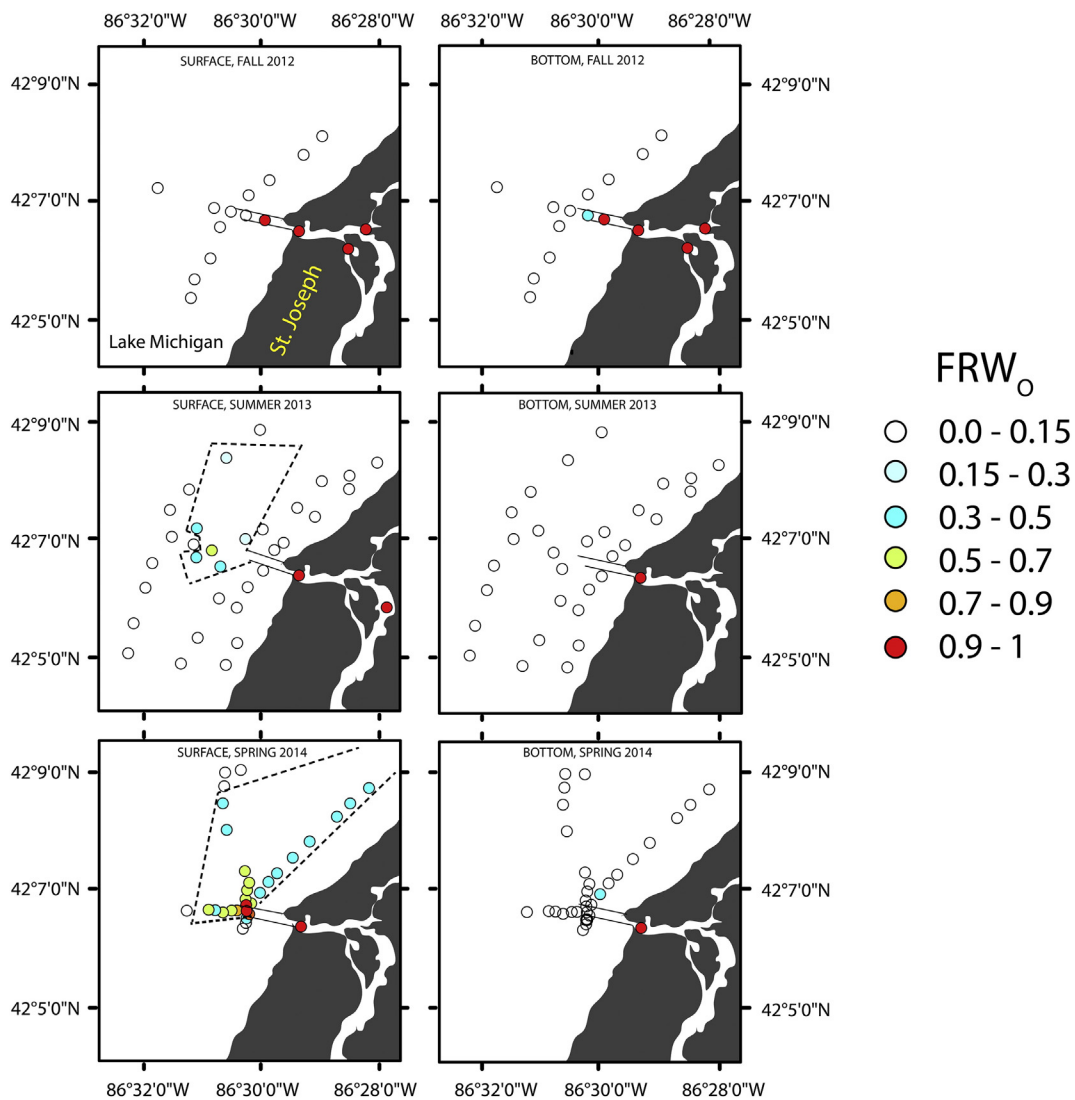 86°32'0"W 86°30'0"W 86°28'0"W 86°32'0"W 86°30'0"W 86°28'0"W
SURFACE, FALL 2012
BOTTOM, FALL 2012
42°9'0"N
42°9'0"N
42°7'0"N
42°7'0"N
42°5'0"N
42°5'0"N
Lake Michigan
St. Joseph
SURFACE, SUMMER 2013
BOTTOM, SUMMER 2013
42°9'0"N
42°9'0"N
42°7'0"N
42°7'0"N
42°5'0"N
42°5'0"N
SURFACE, SPRING 2014
BOTTOM, SPRING 2014
42°9'0"N
42°9'0"N
42°7'0"N
42°7'0"N
42°5'0"N
42°5'0"N
86°32'0"W 86°30'0"W 86°28'0"W 86°32'0"W 86°30'0"W 86°28'0"W
FRWO
0.0 - 0.15
0.15 - 0.3
0.3 - 0.5
0.5 - 0.7
0.7 - 0.9
0.9 - 1